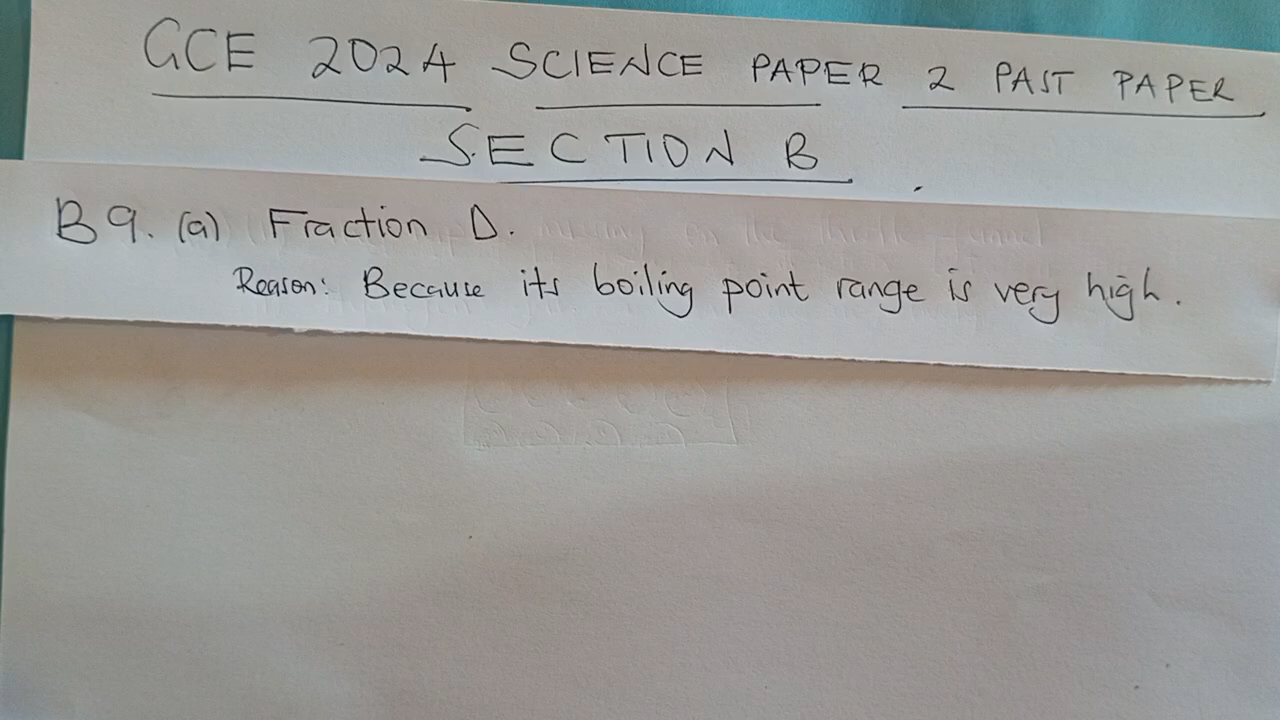 GCE 2024 SCIENCE PAPER 2 PAST PAPER
SECTION B
B9. (a) Fraction D.
Reason: Because its boiling point range is very high.